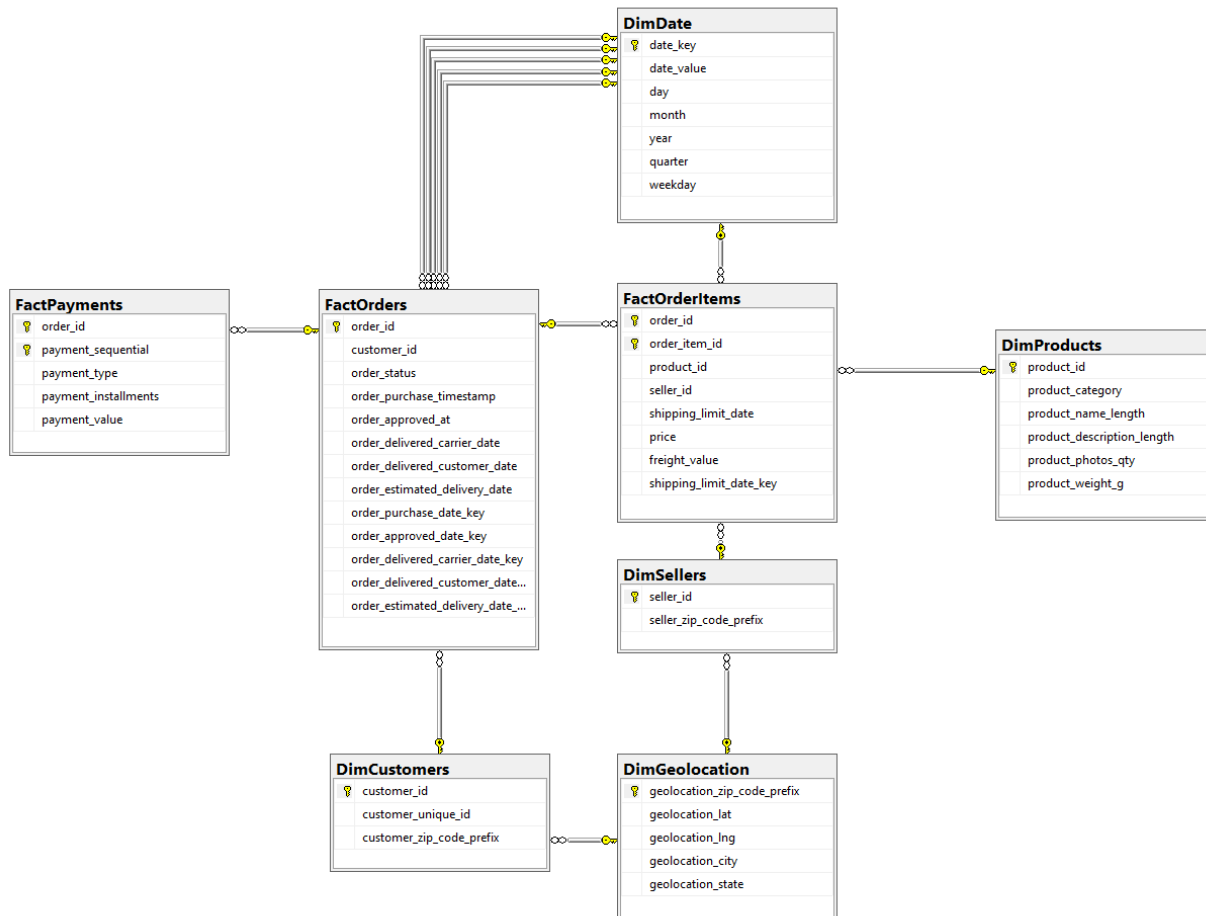 DimDate
date_key
date_value
day
month
year
quarter
weekday
FactPayments
order_id
payment_sequential
payment_type
payment_installments
payment_value
FactOrders
order_id
customer_id
order_status
order_purchase_timestamp
order_approved_at
order_delivered_carrier_date
order_delivered_customer_date
order_estimated_delivery_date
order_purchase_date_key
order_approved_date_key
order_delivered_carrier_date_key
order_delivered_customer_date...
order_estimated_delivery_date_...
FactOrderItems
order_id
order_item_id
product_id
seller_id
shipping_limit_date
price
freight_value
shipping_limit_date_key
DimProducts
product_id
product_category
product_name_length
product_description_length
product_photos_qty
product_weight_g
DimSellers
seller_id
seller_zip_code_prefix
DimCustomers
customer_id
customer_unique_id
customer_zip_code_prefix
DimGeolocation
geolocation_zip_code_prefix
geolocation_lat
geolocation_lng
geolocation_city
geolocation_state